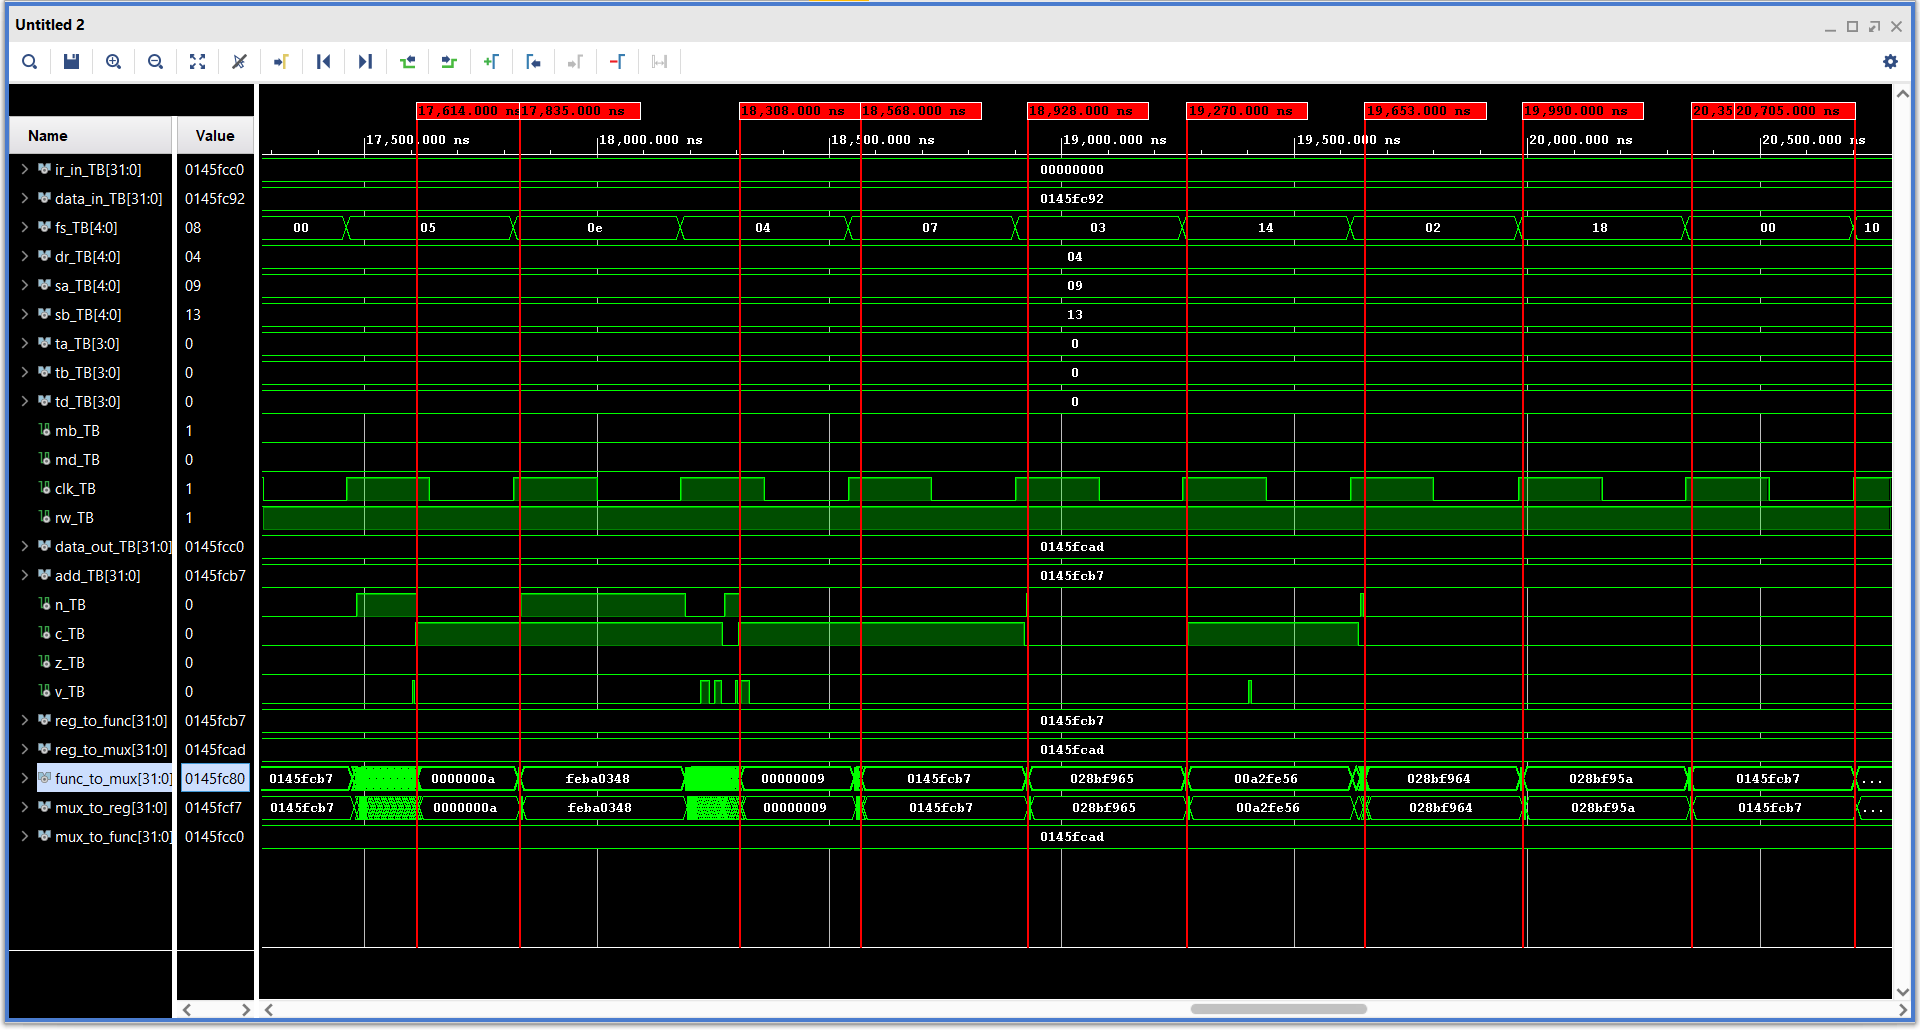 Untitled 2
17,614.000 ns 17,835.000 ns 18,308.000 ns 18,568.000 ns 18,928.000 ns 19,270.000 ns 19,653.000 ns 19,990.000 ns 20,35 20,705.000 ns
Name Value 17,500.000 ns 18,000.000 ns 18,500.000 ns 19,000.000 ns 19,500.000 ns 20,000.000 ns 20,500.000 ns
ir_in_TB[31:0] 0145fcc0 00000000
data_in_TB[31:0] 0145fc92 0145fc92
fs_TB[4:0] 08 00 05 0e 04 07 03 14 02 18 00 10
dr_TB[4:0] 04 04
sa_TB[4:0] 09 09
sb_TB[4:0] 13 13
ta_TB[3:0] 0 0
tb_TB[3:0] 0 0
td_TB[3:0] 0 0
mb_TB 1
md_TB 0
clk_TB 1
rw_TB 1
data_out_TB[31:0] 0145fcc0 0145fcad
add_TB[31:0] 0145fcb7 0145fcb7
n_TB 0
c_TB 0
z_TB 0
v_TB 0
reg_to_func[31:0] 0145fcb7 0145fcb7
reg_to_mux[31:0] 0145fcad 0145fcad
func_to_mux[31:0] 0145fc80 0145fcb7 0000000a feba0348 00000009 0145fcb7 028bf965 00a2fe56 028bf964 028bf95a 0145fcb7 ...
mux_to_reg[31:0] 0145fcf7 0145fcb7 0000000a feba0348 00000009 0145fcb7 028bf965 00a2fe56 028bf964 028bf95a 0145fcb7 ...
mux_to_func[31:0] 0145fcc0 0145fcad